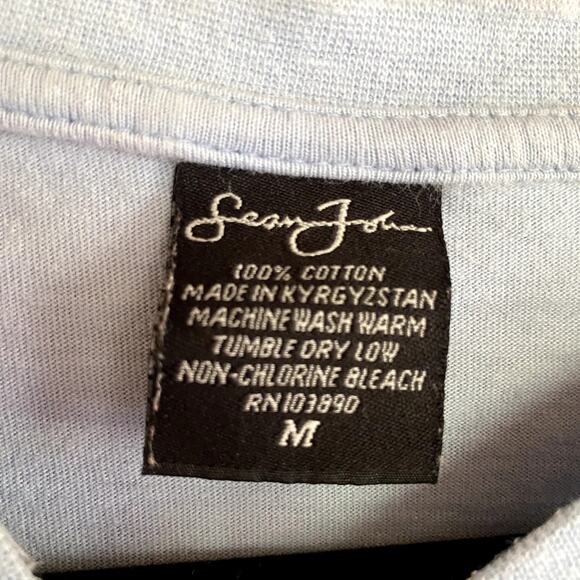 Sean John
100% COTTON
MADE IN KYRGYZSTAN
MACHINE WASH WARM
TUMBLE DRY LOW
NON-CHLORINE BLEACH
RN103890
M